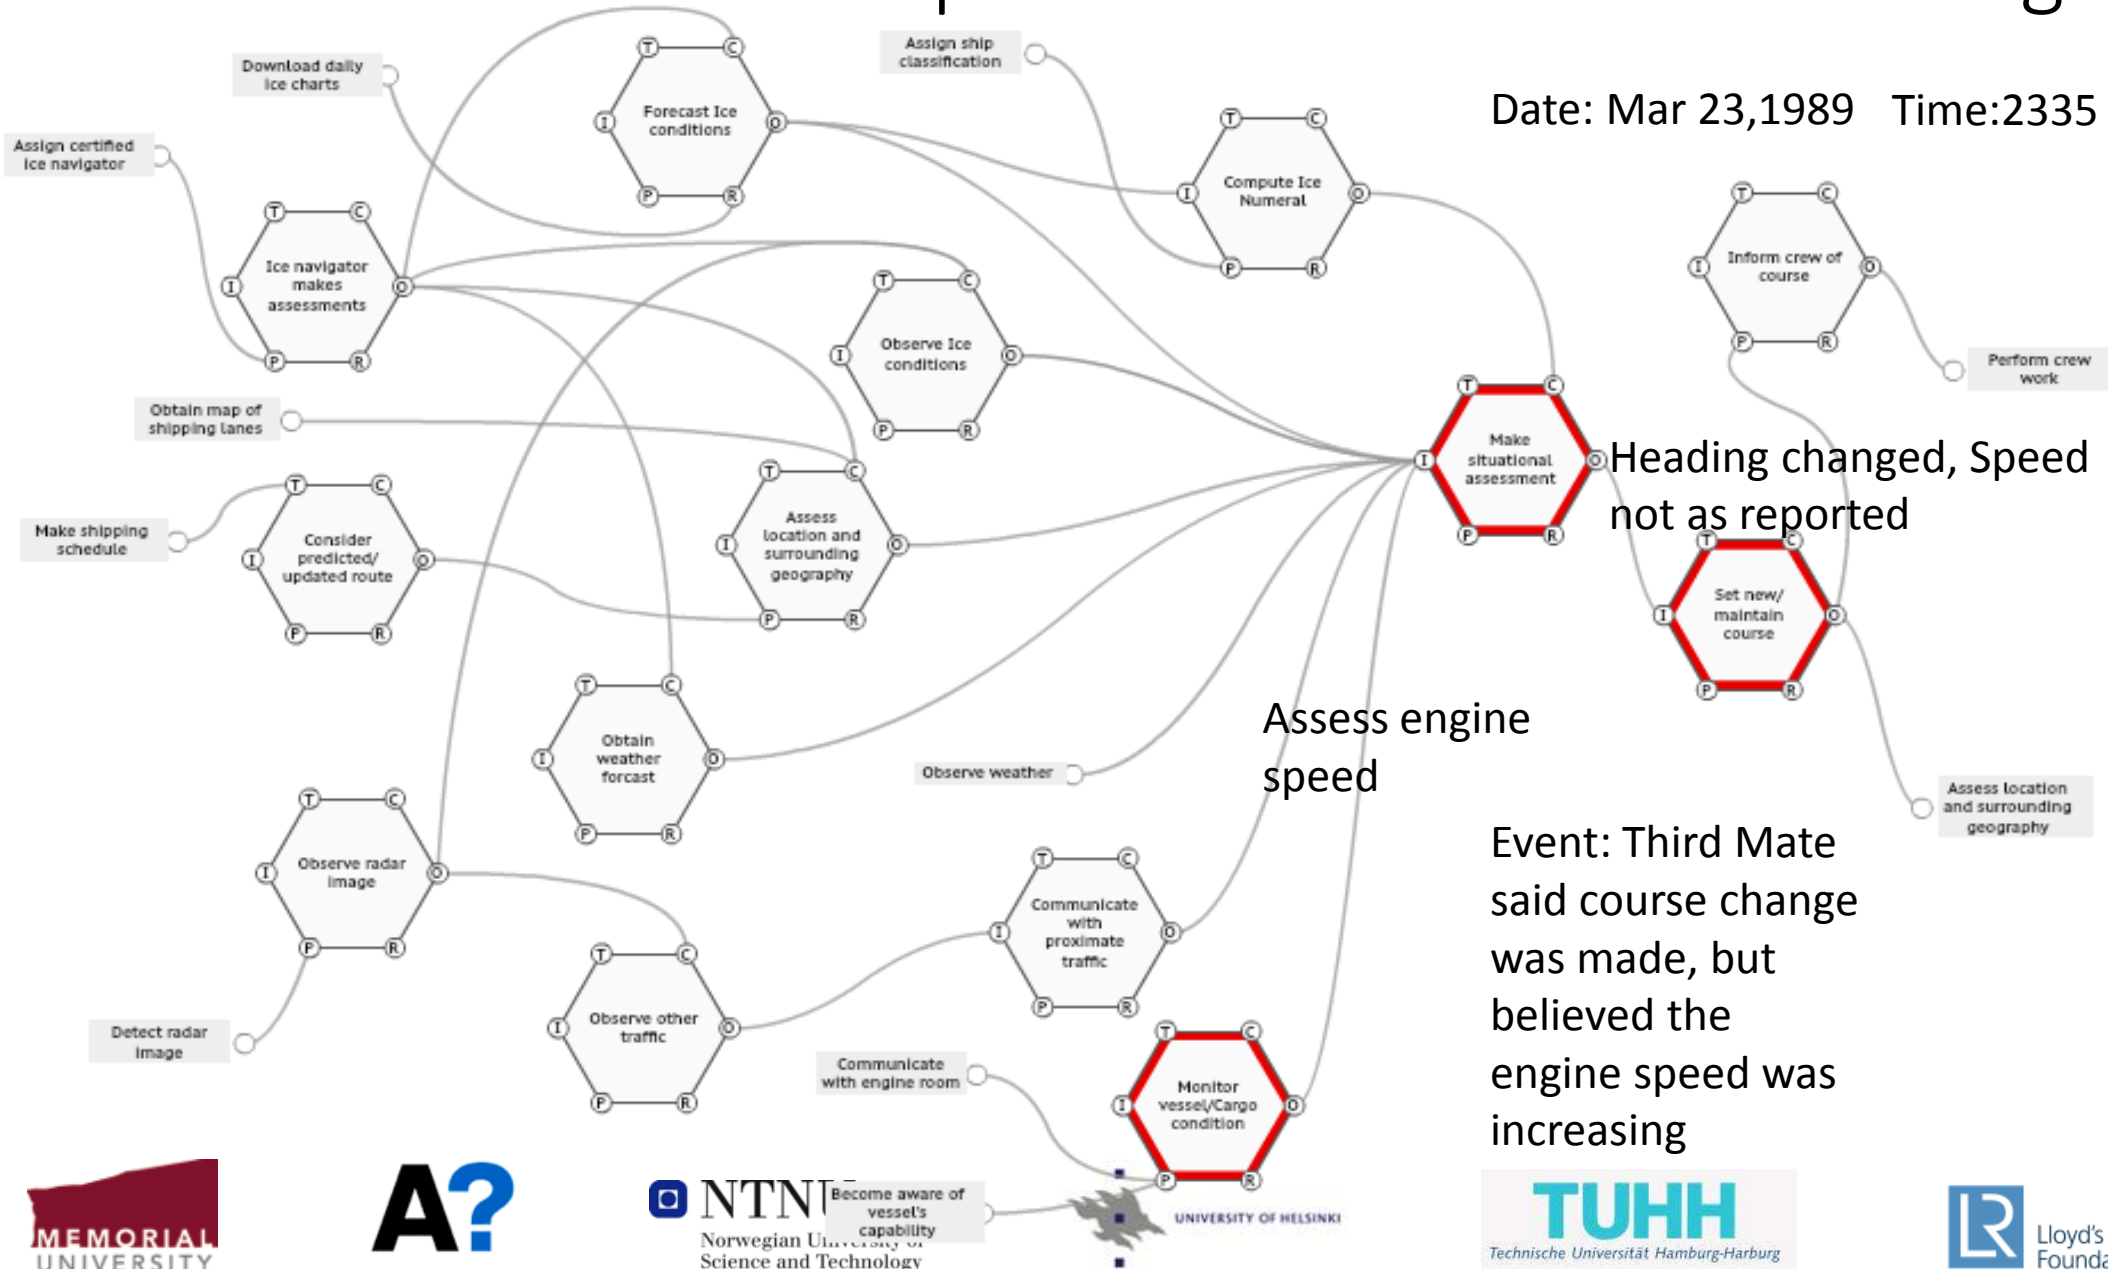 Assign ship
classification
Date: Mar 23,1989 Time:2335
Download daily
ice charts
Assign certified
ice navigator
T C
Forecast Ice
conditions
I O
P R
T C
Compute Ice
Numeral
I O
P R
T C
Inform crew of
course
I O
P R
Perform crew
work
T C
Ice navigator
makes
assessments
I O
P R
T C
Observe Ice
conditions
I O
P R
Obtain map of
shipping lanes
T C
Make
situational
assessment
I O
P R
Heading changed, Speed
not as reported
Make shipping
schedule
T C
Consider
predicted/
updated route
I O
P R
T C
Assess
location and
surrounding
geography
I O
P R
T C
Set new/
maintain
course
I O
P R
T C
Obtain
weather
forcast
I O
P R
Observe weather
Assess engine
speed
Assess location
and surrounding
geography
T C
Observe radar
image
I O
P R
Detect radar
image
T C
Observe other
traffic
I O
P R
T C
Communicate
with
proximate
traffic
I O
P R
Communicate
with engine room
T C
Monitor
vessel/Cargo
condition
I O
P R
Become aware of
vessel's
capability
Event: Third Mate
said course change
was made, but
believed the
engine speed was
increasing
MEMORIAL
UNIVERSITY
A?
NTNU
Norwegian University of
Science and Technology
UNIVERSITY OF HELSINKI
TUHH
Technische Universität Hamburg-Harburg
LR
Lloyd's